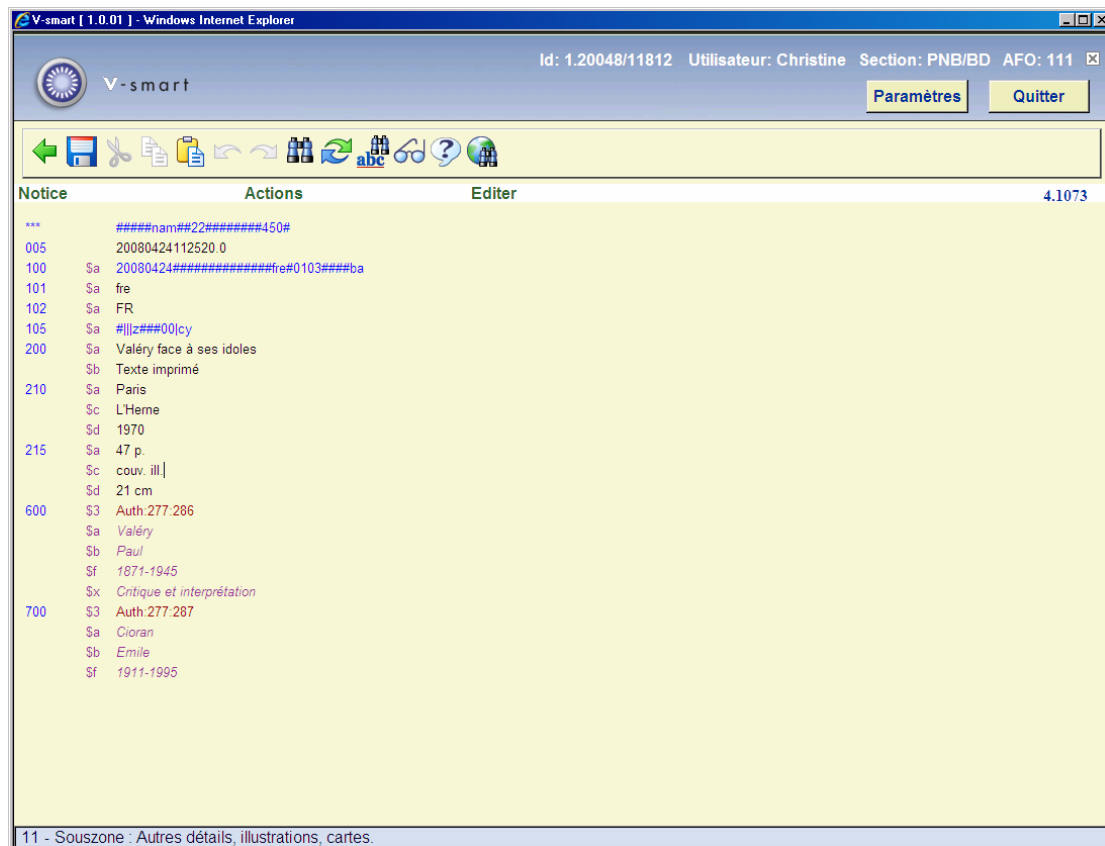 V-smart [ 1.0.01 ] - Windows Internet Explorer
Id: 1.20048/11812 Utilisateur: Christine Section: PNB/BD AFO: 111
V-smart
Paramètres Quitter
abc
Notice Actions Editer 4.1073
*** #####nam##22########450#
005 20080424112520.0
100 $a 20080424##############fre#0103####ba
101 $a fre
102 $a FR
105 $a #|||z###00|cy
200 $a Valéry face à ses idoles
$b Texte imprimé
210 $a Paris
$c L'Herne
$d 1970
215 $a 47 p.
$c couv. ill.
$d 21 cm
600 $3 Auth:277:286
$a Valéry
$b Paul
$f 1871-1945
$x Critique et interprétation
700 $3 Auth:277:287
$a Cioran
$b Emile
$f 1911-1995
11 - Souszone : Autres détails, illustrations, cartes.